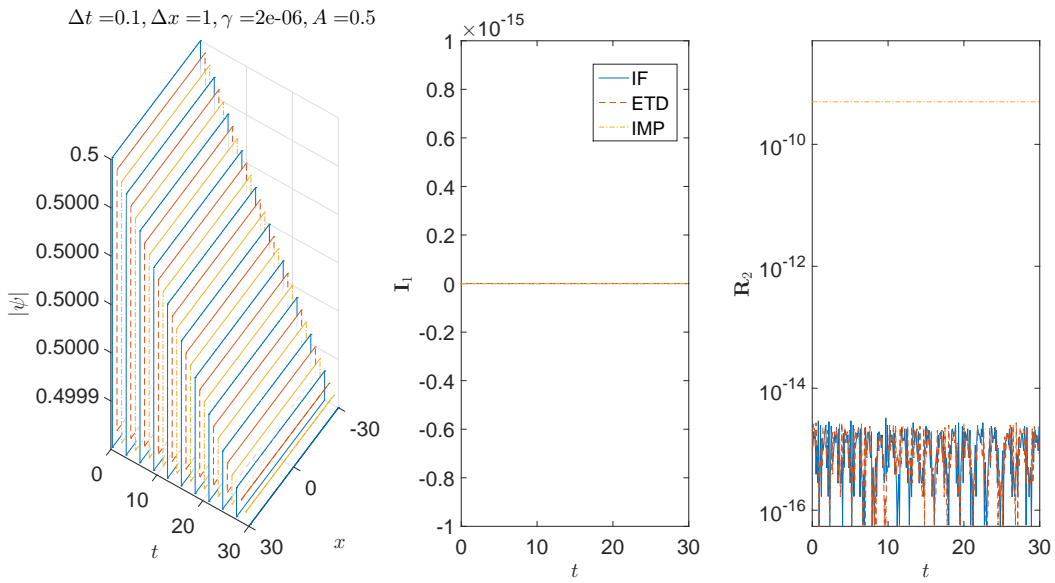 Δt =0.1, Δx =1, γ =2e-06, A =0.5
0.5
0.5000
0.5000
0.5000
0.5000
0.4999
|ψ|
0
10
20
30
t
30
0
-30
x
×10^-15
1
0.8
0.6
0.4
0.2
0
-0.2
-0.4
-0.6
-0.8
-1
I_1
0 10 20 30
t
IF
ETD
IMP
10^-10
10^-12
10^-14
10^-16
R_2
0 10 20 30
t